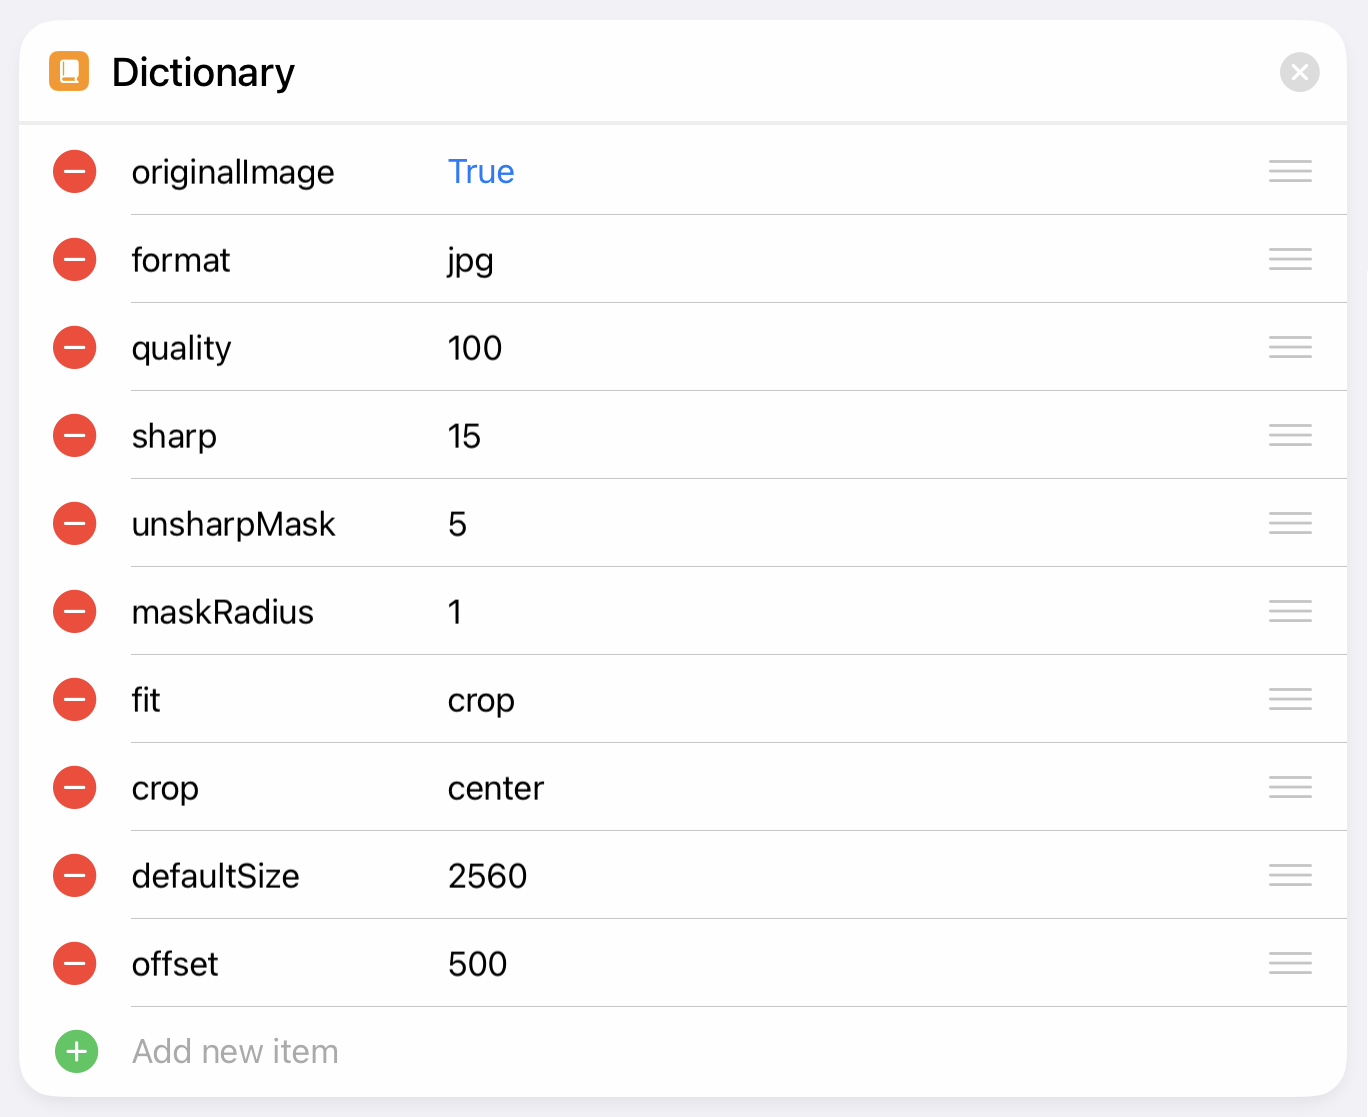 Dictionary
originalImage True
format jpg
quality 100
sharp 15
unsharpMask 5
maskRadius 1
fit crop
crop center
defaultSize 2560
offset 500
Add new item